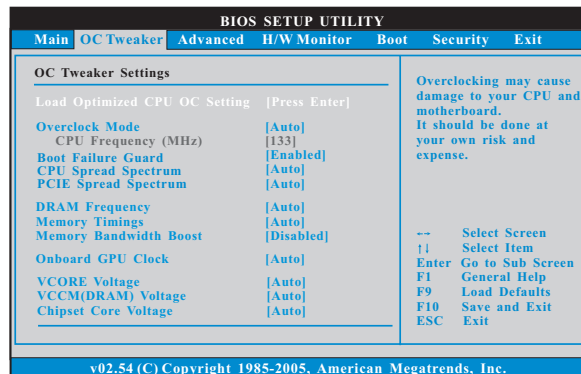 BIOS SETUP UTILITY
Main OC Tweaker Advanced H/W Monitor Boot Security Exit
OC Tweaker Settings
Load Optimized CPU OC Setting [Press Enter]
Overclock Mode [Auto]
CPU Frequency (MHz) [133]
Boot Failure Guard [Enabled]
CPU Spread Spectrum [Auto]
PCIE Spread Spectrum [Auto]
DRAM Frequency [Auto]
Memory Timings [Auto]
Memory Bandwidth Boost [Disabled]
Onboard GPU Clock [Auto]
VCORE Voltage [Auto]
VCCM(DRAM) Voltage [Auto]
Chipset Core Voltage [Auto]
Overclocking may cause
damage to your CPU and
motherboard.
It should be done at
your own risk and
expense.
←→ Select Screen
↑↓ Select Item
Enter Go to Sub Screen
F1 General Help
F9 Load Defaults
F10 Save and Exit
ESC Exit
v02.54 (C) Copyright 1985-2005, American Megatrends, Inc.